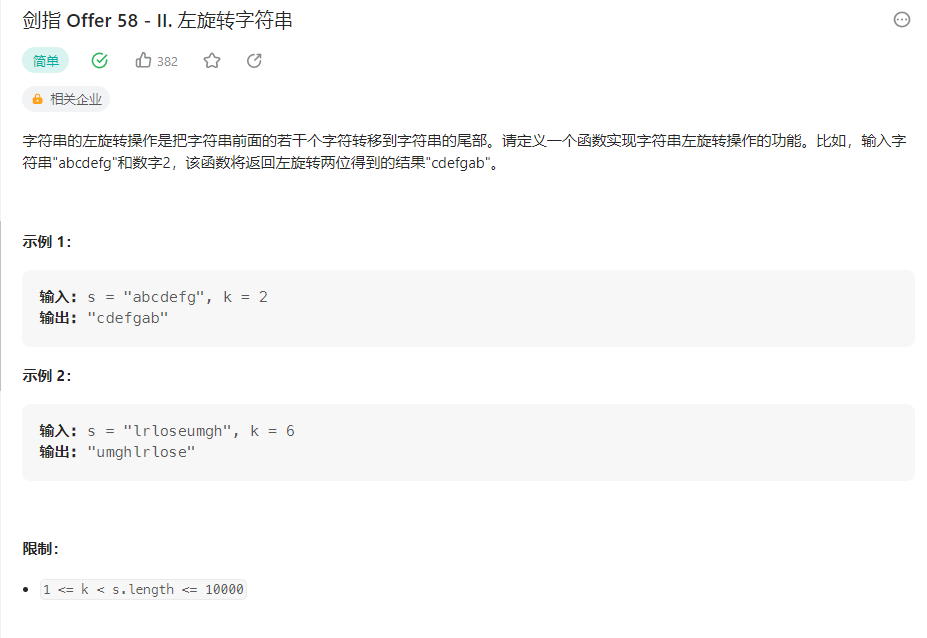 剑指 Offer 58 - II. 左旋转字符串
简单
382
相关企业
字符串的左旋转操作是把字符串前面的若干个字符转移到字符串的尾部。请定义一个函数实现字符串左旋转操作的功能。比如，输入字
符串"abcdefg"和数字2，该函数将返回左旋转两位得到的结果"cdefgab"。
示例 1：
输入: s = "abcdefg", k = 2
输出: "cdefgab"
示例 2：
输入: s = "lrloseumgh", k = 6
输出: "umghlrlose"
限制：
1 <= k < s.length <= 10000